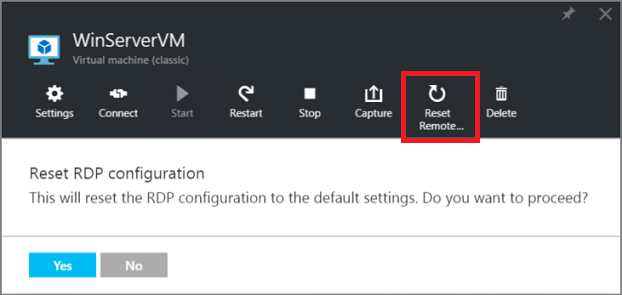 WinServerVM
Virtual machine (classic)
Settings Connect Start Restart Stop Capture Reset Remote... Delete
Reset RDP configuration
This will reset the RDP configuration to the default settings. Do you want to proceed?
Yes No